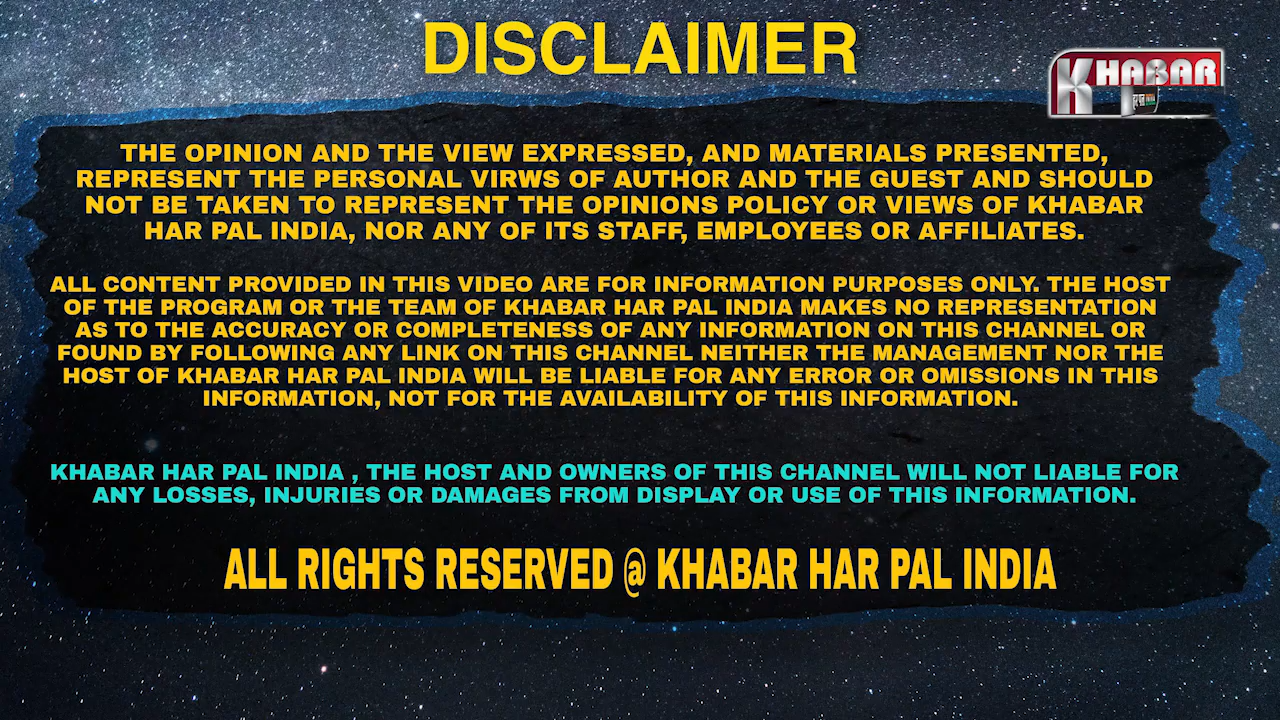 DISCLAIMER
KHABAR
THE OPINION AND THE VIEW EXPRESSED, AND MATERIALS PRESENTED,
REPRESENT THE PERSONAL VIRWS OF AUTHOR AND THE GUEST AND SHOULD
NOT BE TAKEN TO REPRESENT THE OPINIONS POLICY OR VIEWS OF KHABAR
HAR PAL INDIA, NOR ANY OF ITS STAFF, EMPLOYEES OR AFFILIATES.
ALL CONTENT PROVIDED IN THIS VIDEO ARE FOR INFORMATION PURPOSES ONLY. THE HOST
OF THE PROGRAM OR THE TEAM OF KHABAR HAR PAL INDIA MAKES NO REPRESENTATION
AS TO THE ACCURACY OR COMPLETENESS OF ANY INFORMATION ON THIS CHANNEL OR
FOUND BY FOLLOWING ANY LINK ON THIS CHANNEL NEITHER THE MANAGEMENT NOR THE
HOST OF KHABAR HAR PAL INDIA WILL BE LIABLE FOR ANY ERROR OR OMISSIONS IN THIS
INFORMATION, NOT FOR THE AVAILABILITY OF THIS INFORMATION.
KHABAR HAR PAL INDIA , THE HOST AND OWNERS OF THIS CHANNEL WILL NOT LIABLE FOR
ANY LOSSES, INJURIES OR DAMAGES FROM DISPLAY OR USE OF THIS INFORMATION.
ALL RIGHTS RESERVED @ KHABAR HAR PAL INDIA